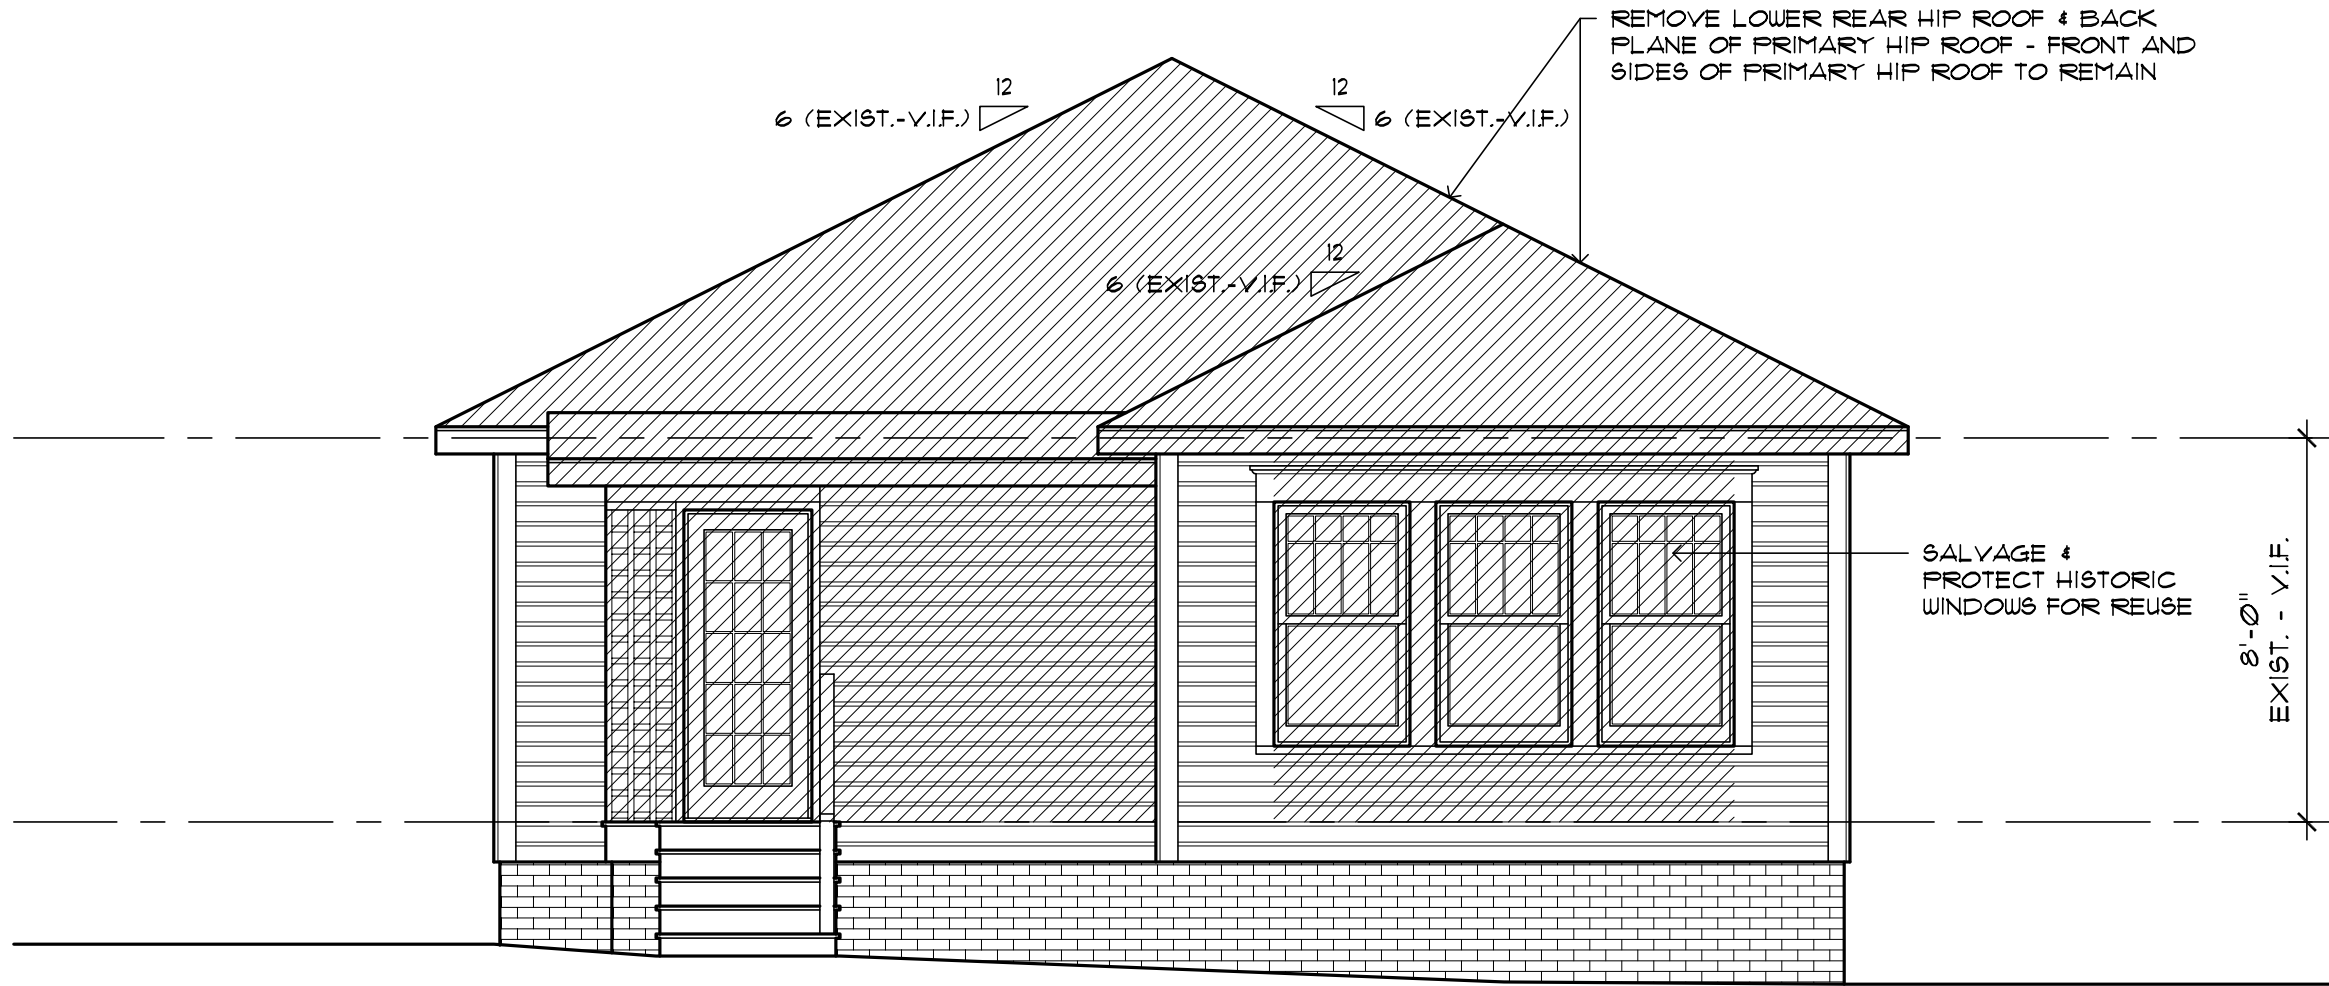 REMOVE LOWER REAR HIP ROOF & BACK
PLANE OF PRIMARY HIP ROOF - FRONT AND
SIDES OF PRIMARY HIP ROOF TO REMAIN
12
6 (EXIST.-V.I.F.)
12
6 (EXIST.-V.I.F.)
12
6 (EXIST.-V.I.F.)
SALVAGE &
PROTECT HISTORIC
WINDOWS FOR REUSE
8'-0"
EXIST. - V.I.F.